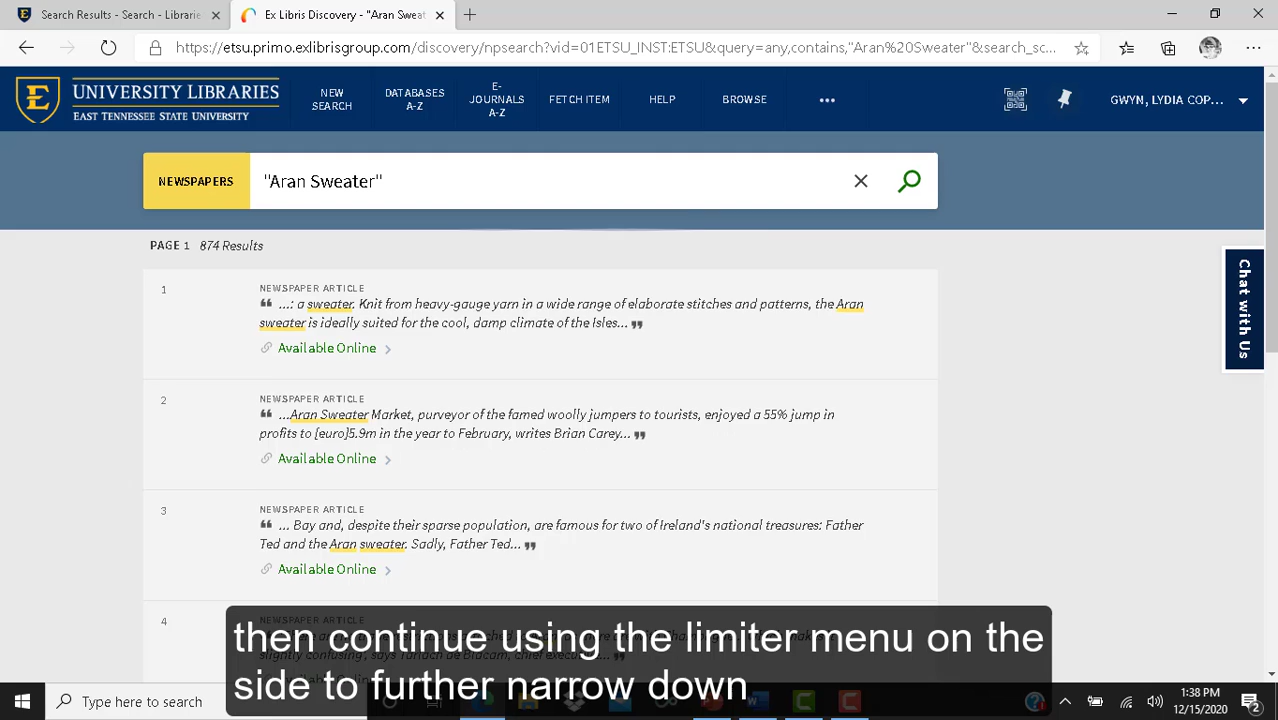 Search Results - Search - Librarie
Ex Libris Discovery - "Aran Sweat
https://etsu.primo.exlibrisgroup.com/discovery/npsearch?vid=01ETSU_INST:ETSU&query=any,contains,"Aran%20Sweater"&search_sc...
UNIVERSITY LIBRARIES
EAST TENNESSEE STATE UNIVERSITY
NEW SEARCH
DATABASES A-Z
E-JOURNALS A-Z
FETCH ITEM
HELP
BROWSE
GWYN, LYDIA COP...
NEWSPAPERS
"Aran Sweater"
PAGE 1 874 Results
Chat with Us
1
NEWSPAPER ARTICLE
...: a sweater. Knit from heavy-gauge yarn in a wide range of elaborate stitches and patterns, the Aran
sweater is ideally suited for the cool, damp climate of the Isles...
Available Online
2
NEWSPAPER ARTICLE
...Aran Sweater Market, purveyor of the famed woolly jumpers to tourists, enjoyed a 55% jump in
profits to [euro]5.9m in the year to February, writes Brian Carey...
Available Online
3
NEWSPAPER ARTICLE
... Bay and, despite their sparse population, are famous for two of Ireland's national treasures: Father
Ted and the Aran sweater. Sadly, Father Ted...
Available Online
4
NEWSPAPER ARTICLE
then continue using the limiter menu on the
side to further narrow down
Type here to search
1:38 PM
12/15/2020
2